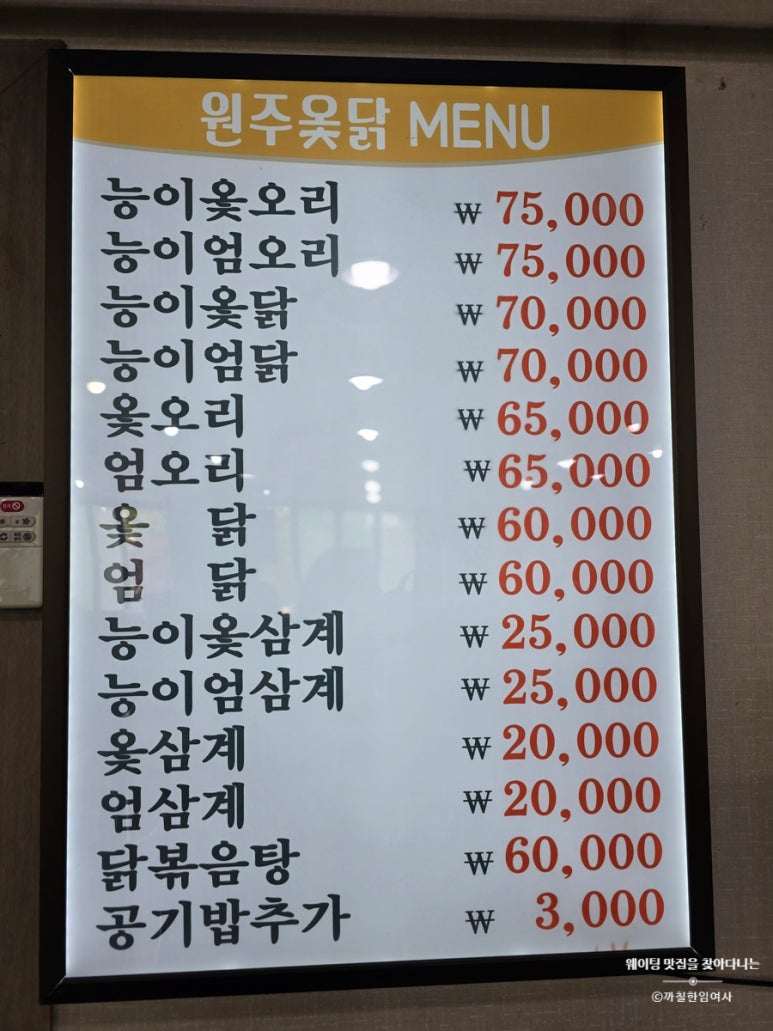 원주옻닭 MENU
능이옻오리 ₩ 75,000
능이엄오리 ₩ 75,000
능이옻닭 ₩ 70,000
능이엄닭 ₩ 70,000
옻오리 ₩ 65,000
엄오리 ₩ 65,000
옻 닭 ₩ 60,000
엄 닭 ₩ 60,000
능이옻삼계 ₩ 25,000
능이엄삼계 ₩ 25,000
옻삼계 ₩ 20,000
엄삼계 ₩ 20,000
닭볶음탕 ₩ 60,000
공기밥추가 ₩ 3,000
웨이팅 맛집을 찾아다니는
©까칠한임여사